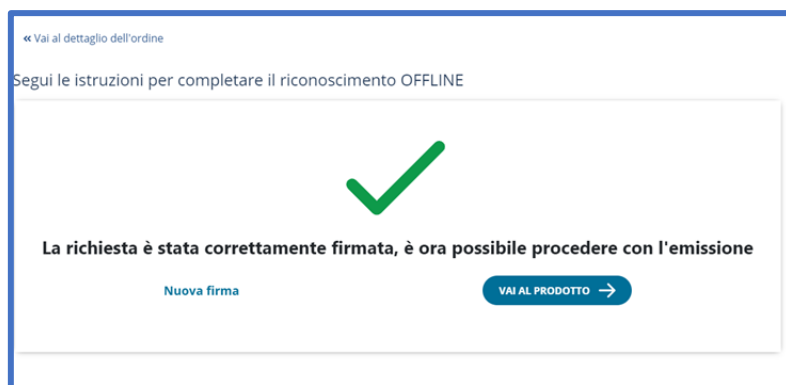 « Vai al dettaglio dell'ordine
Segui le istruzioni per completare il riconoscimento OFFLINE
La richiesta è stata correttamente firmata, è ora possibile procedere con l'emissione
Nuova firma
VAI AL PRODOTTO →